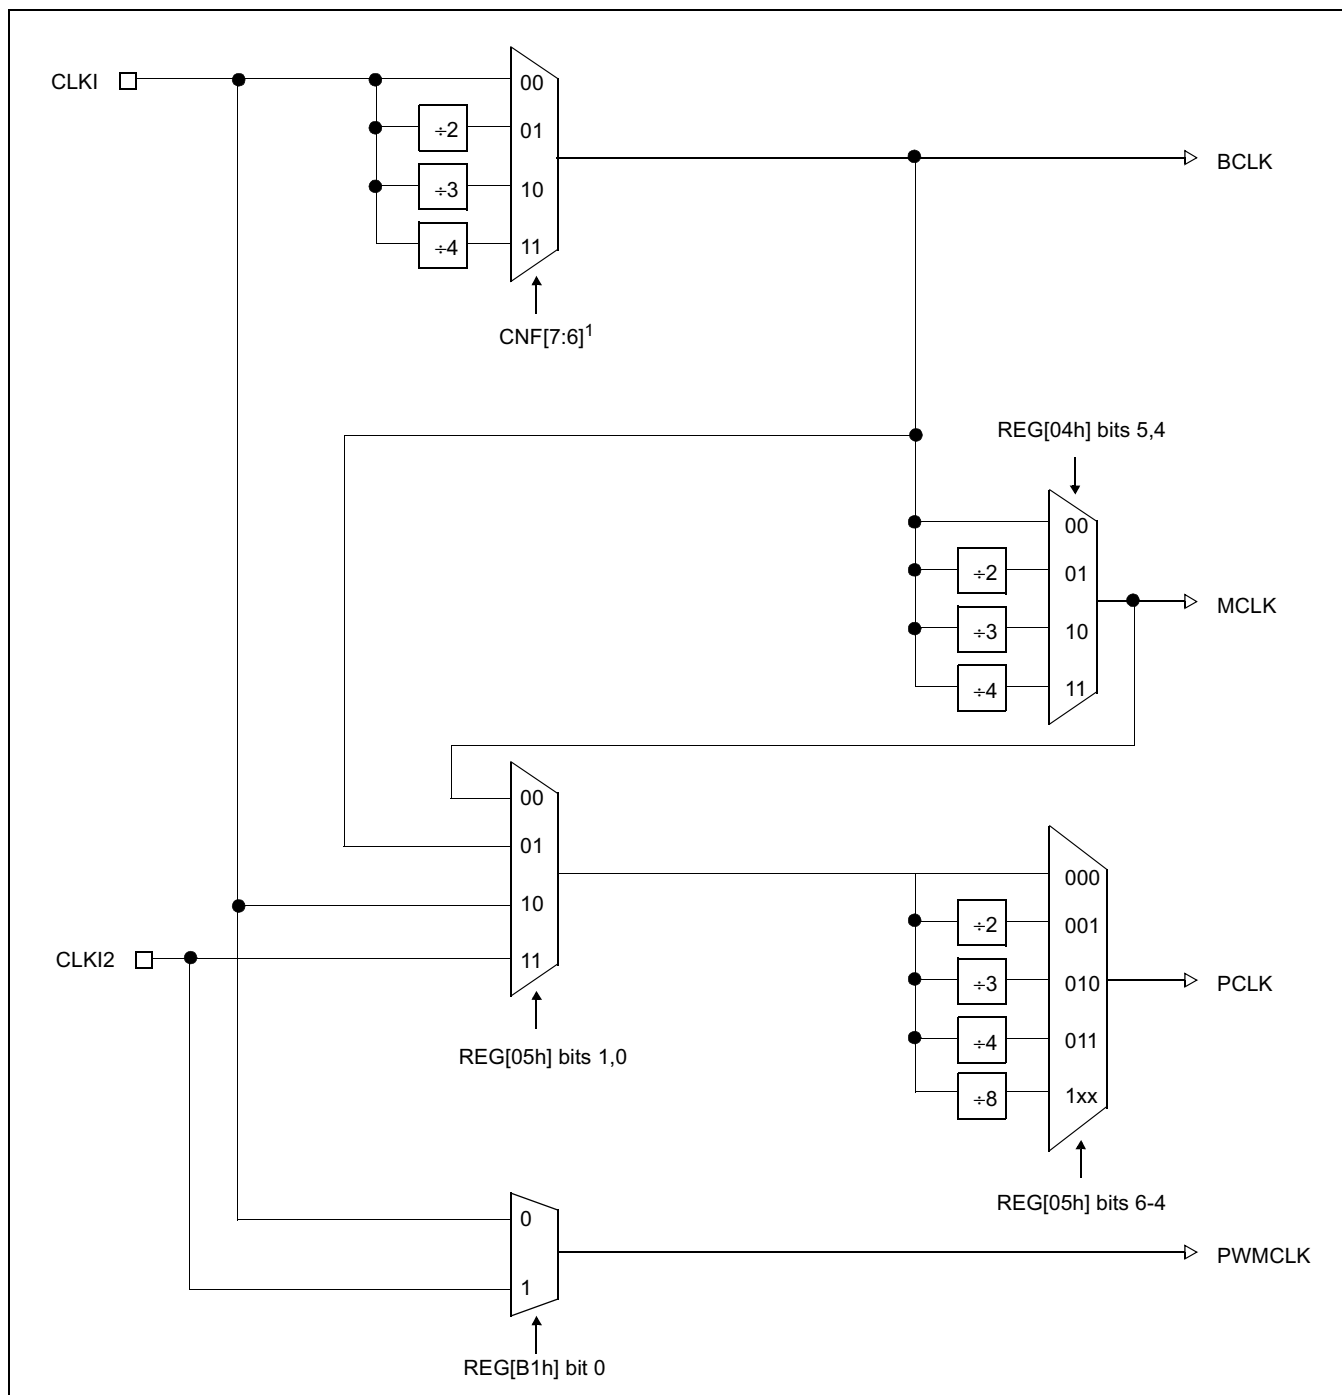 CLKI
00
÷2
01
÷3
10
÷4
11
CNF[7:6]1
BCLK
REG[04h] bits 5,4
00
÷2
01
÷3
10
÷4
11
MCLK
00
01
10
11
CLKI2
REG[05h] bits 1,0
000
÷2
001
÷3
010
÷4
011
÷8
1xx
PCLK
REG[05h] bits 6-4
0
1
PWMCLK
REG[B1h] bit 0